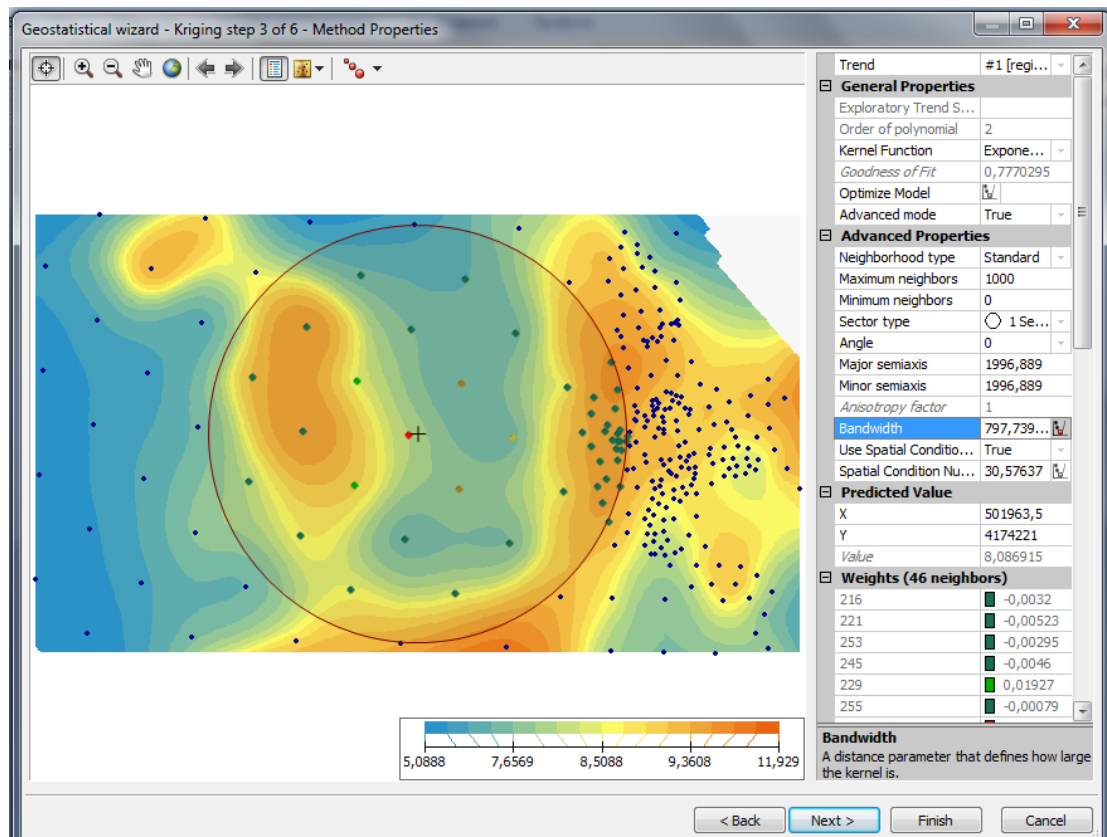 Geostatistical wizard - Kriging step 3 of 6 - Method Properties
Trend #1 [regi...
General Properties
Exploratory Trend S...
Order of polynomial 2
Kernel Function Expone...
Goodness of Fit 0,7770295
Optimize Model
Advanced mode True
Advanced Properties
Neighborhood type Standard
Maximum neighbors 1000
Minimum neighbors 0
Sector type 1 Se...
Angle 0
Major semiaxis 1996,889
Minor semiaxis 1996,889
Anisotropy factor 1
Bandwidth 797,739...
Use Spatial Conditio... True
Spatial Condition Nu... 30,57637
Predicted Value
X 501963,5
Y 4174221
Value 8,086915
Weights (46 neighbors)
216 -0,0032
221 -0,00523
253 -0,00295
245 -0,0046
229 0,01927
255 -0,00079
5,0888 7,6569 8,5088 9,3608 11,929
Bandwidth
A distance parameter that defines how large
the kernel is.
< Back Next > Finish Cancel